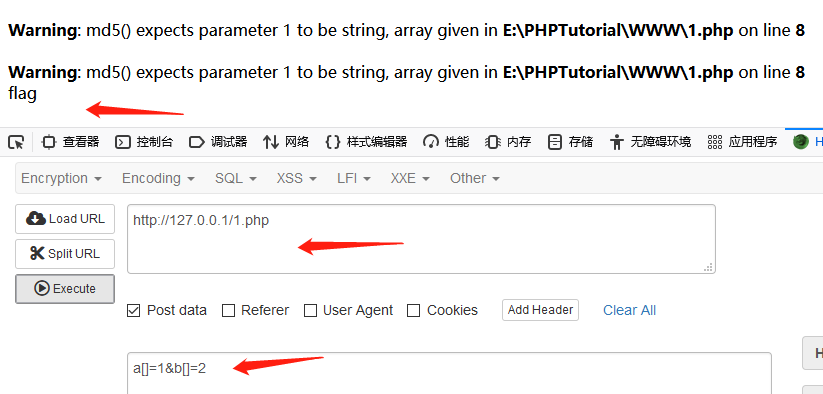 Warning: md5() expects parameter 1 to be string, array given in E:\PHPTutorial\WWW\1.php on line 8
Warning: md5() expects parameter 1 to be string, array given in E:\PHPTutorial\WWW\1.php on line 8
flag
查看器 控制台 调试器 网络 样式编辑器 性能 内存 存储 无障碍环境 应用程序 H
Encryption Encoding SQL XSS LFI XXE Other
Load URL http://127.0.0.1/1.php
Split URL
Execute
Post data Referer User Agent Cookies Add Header Clear All
H
a[]=1&b[]=2